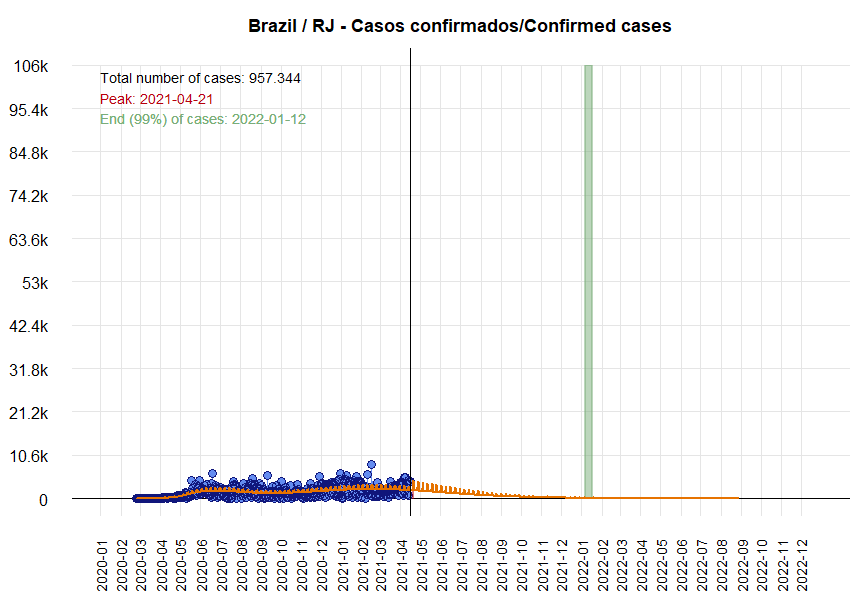 Brazil / RJ - Casos confirmados/Confirmed cases
106k
Total number of cases: 957.344
Peak: 2021-04-21
End (99%) of cases: 2022-01-12
95.4k
84.8k
74.2k
63.6k
53k
42.4k
31.8k
21.2k
10.6k
0
2020-01
2020-02
2020-03
2020-04
2020-05
2020-06
2020-07
2020-08
2020-09
2020-10
2020-11
2020-12
2021-01
2021-02
2021-03
2021-04
2021-05
2021-06
2021-07
2021-08
2021-09
2021-10
2021-11
2021-12
2022-01
2022-02
2022-03
2022-04
2022-05
2022-06
2022-07
2022-08
2022-09
2022-10
2022-11
2022-12